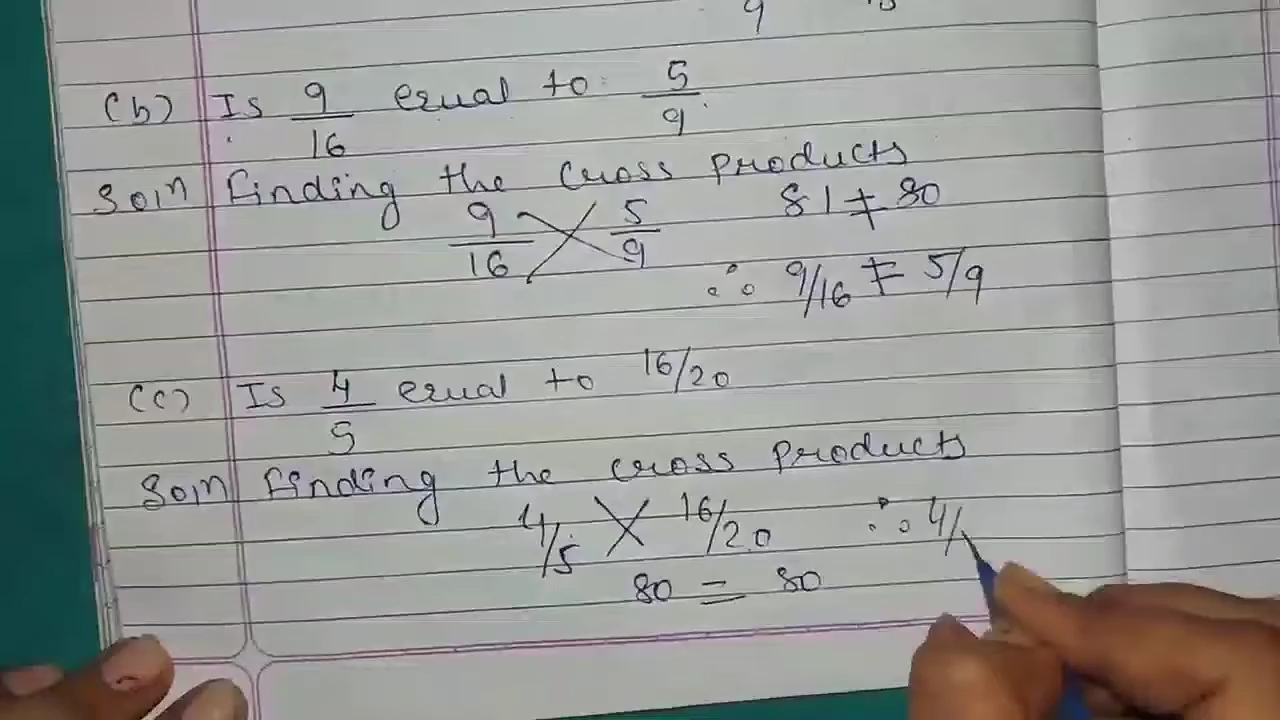 (b) Is 9/16 equal to 5/9
Soln finding the cross products
9/16 5/9 81 ≠ 80
∴ 9/16 ≠ 5/9
(c) Is 4/5 equal to 16/20
Soln finding the cross products
4/5 X 16/20 ∴ 4/
80 = 80